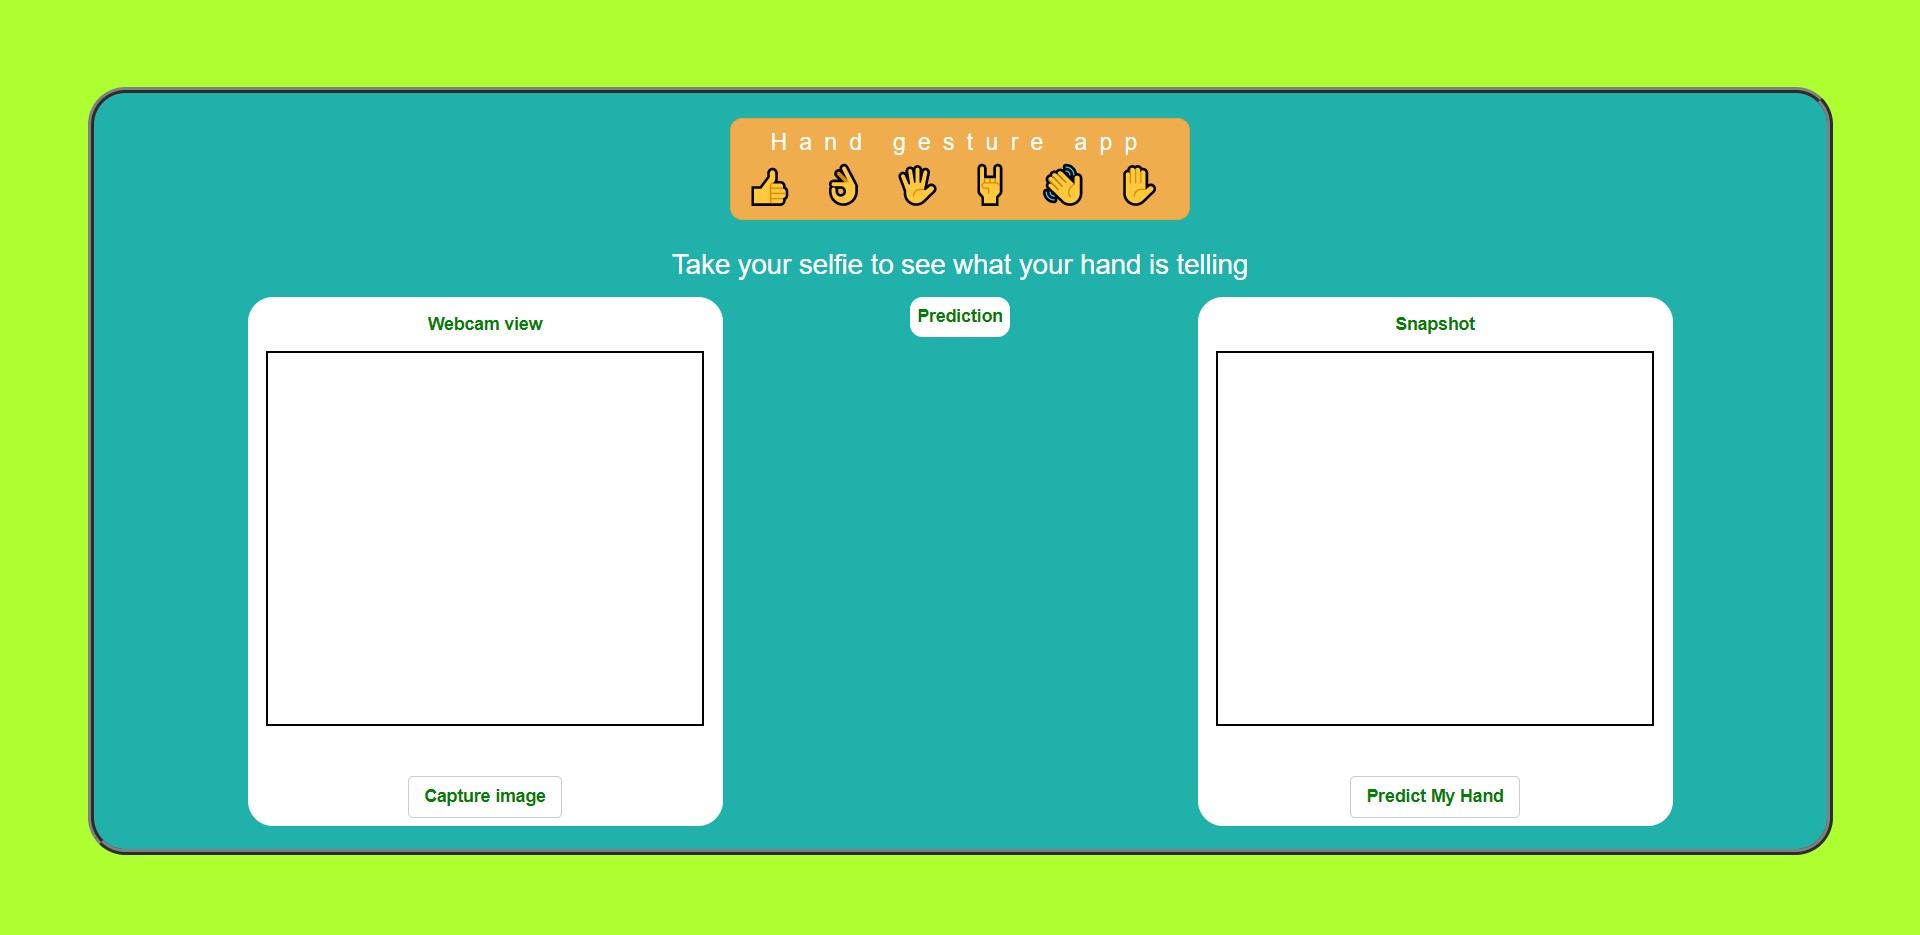 Hand gesture app
Take your selfie to see what your hand is telling
Webcam view
Prediction
Snapshot
Capture image
Predict My Hand